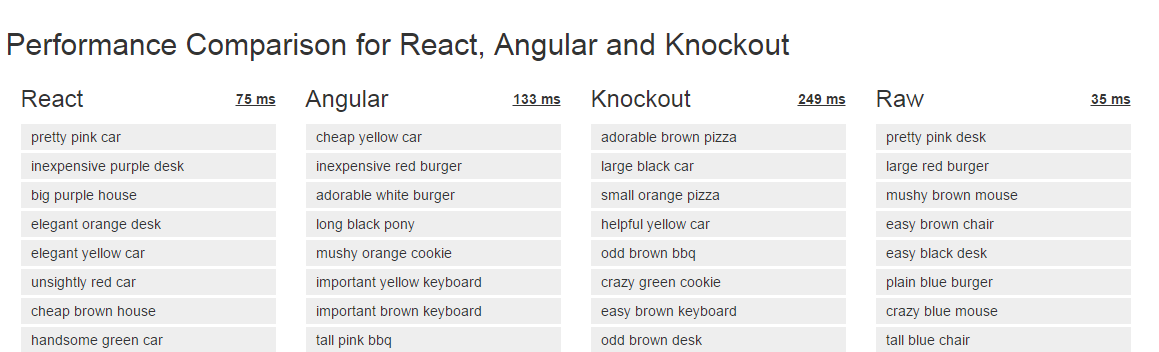 Performance Comparison for React, Angular and Knockout
React 75 ms
pretty pink car
inexpensive purple desk
big purple house
elegant orange desk
elegant yellow car
unsightly red car
cheap brown house
handsome green car
Angular 133 ms
cheap yellow car
inexpensive red burger
adorable white burger
long black pony
mushy orange cookie
important yellow keyboard
important brown keyboard
tall pink bbq
Knockout 249 ms
adorable brown pizza
large black car
small orange pizza
helpful yellow car
odd brown bbq
crazy green cookie
easy brown keyboard
odd brown desk
Raw 35 ms
pretty pink desk
large red burger
mushy brown mouse
easy brown chair
easy black desk
plain blue burger
crazy blue mouse
tall blue chair